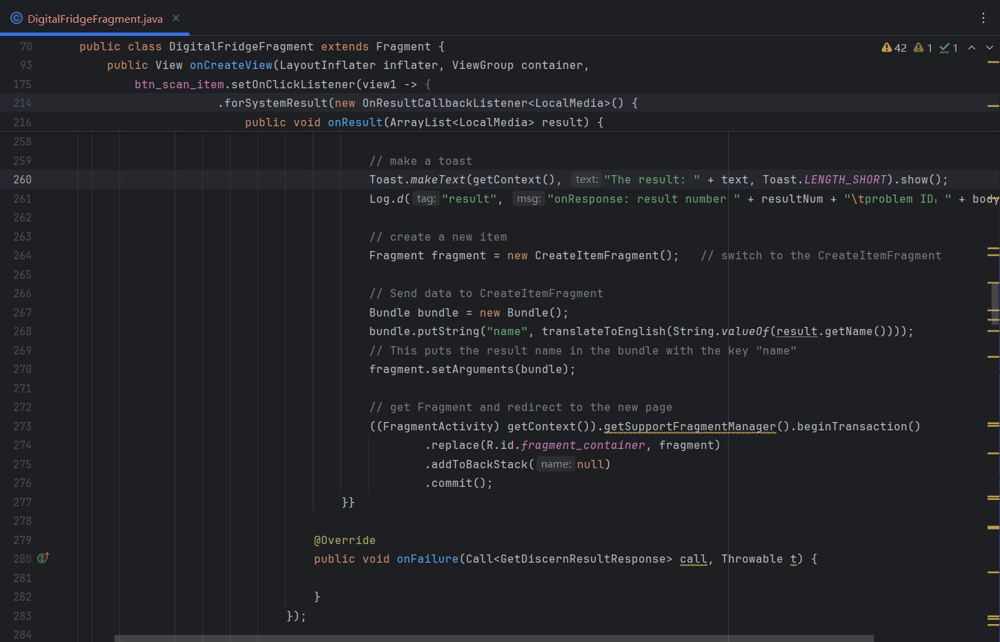 DigitalFridgeFragment.java
70 public class DigitalFridgeFragment extends Fragment {
42 1 1
93 public View onCreateView(LayoutInflater inflater, ViewGroup container,
175 btn_scan_item.setOnClickListener(view1 -> {
214 .forSystemResult(new OnResultCallbackListener<LocalMedia>() {
216 public void onResult(ArrayList<LocalMedia> result) {
258
259 // make a toast
260 Toast.makeText(getContext(), text: "The result: " + text, Toast.LENGTH_SHORT).show();
261 Log.d( tag: "result", msg: "onResponse: result number " + resultNum + "\tproblem ID: " + body
262
263 // create a new item
264 Fragment fragment = new CreateItemFragment(); // switch to the CreateItemFragment
265
266 // Send data to CreateItemFragment
267 Bundle bundle = new Bundle();
268 bundle.putString("name", translateToEnglish(String.valueOf(result.getName())));
269 // This puts the result name in the bundle with the key "name"
270 fragment.setArguments(bundle);
271
272 // get Fragment and redirect to the new page
273 ((FragmentActivity) getContext()).getSupportFragmentManager().beginTransaction()
274 .replace(R.id.fragment_container, fragment)
275 .addToBackStack( name: null)
276 .commit();
277 }}
278
279 @Override
280 public void onFailure(Call<GetDiscernResultResponse> call, Throwable t) {
281
282 }
283 });
284